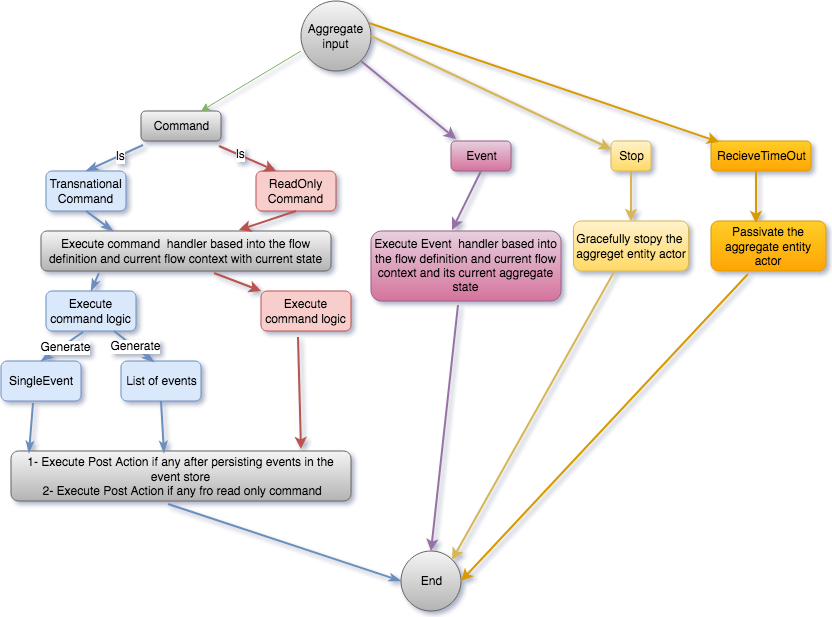 Aggregate
input
Command
Is
Is
Event
Stop
RecieveTimeOut
Transnational
Command
ReadOnly
Command
Execute command handler based into the flow
definition and current flow context with current state
Execute Event handler based into
the flow definition and current flow
context and its current aggregate
state
Gracefully stopy the
aggreget entity actor
Passivate the
aggregate entity
actor
Execute
command logic
Execute
command logic
Generate
Generate
SingleEvent
List of events
1- Execute Post Action if any after persisting events in the
event store
2- Execute Post Action if any fro read only command
End